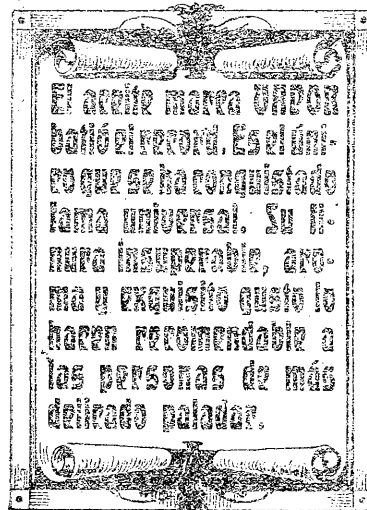 El aceite marca VAPOR
batió el record. Es el úni-
co que se ha conquistado
fama universal. Su fi-
nura insuperable, aro-
ma y exquisito gusto lo
hacen recomendable a
las personas de más
delicado paladar.